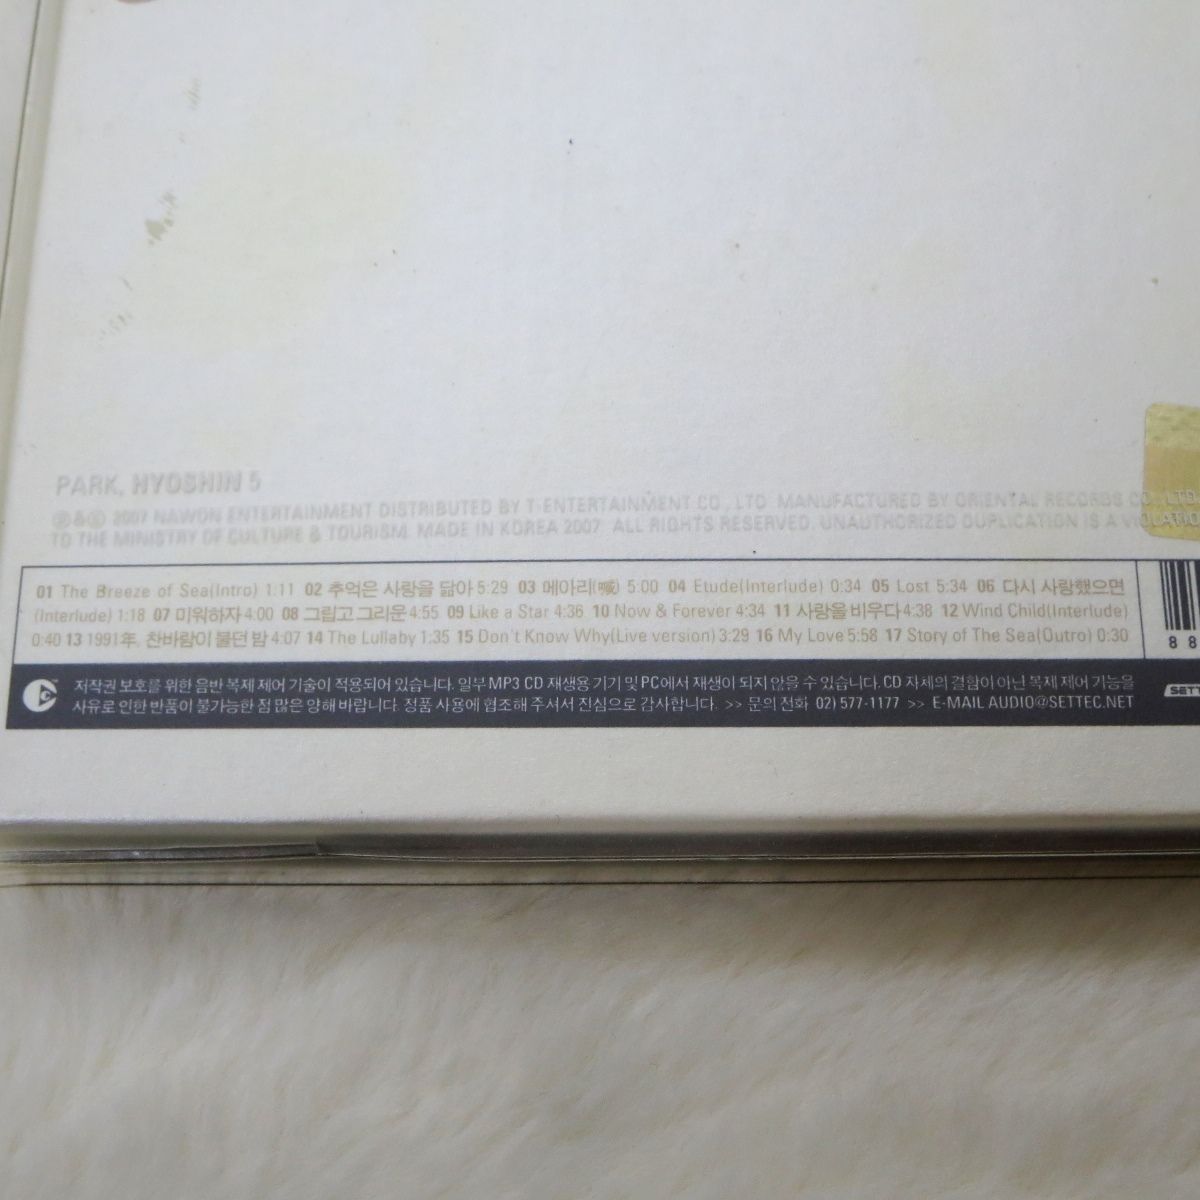 PARK, HYOSHIN 5
℗&© 2007 NAWON ENTERTAINMENT DISTRIBUTED BY T-ENTERTAINMENT CO., LTD. MANUFACTURED BY ORIENTAL RECORDS CO., LTD.
TO THE MINISTRY OF CULTURE & TOURISM. MADE IN KOREA 2007. ALL RIGHTS RESERVED. UNAUTHORIZED DUPLICATION IS A VIOLATIO
01 The Breeze of Sea(Intro) 1:11 02 추억은 사랑을 닮아 5:29 03 메아리(喊) 5:00 04 Etude(Interlude) 0:34 05 Lost 5:34 06 다시 사랑했으면
(Interlude) 1:18 07 미워하자 4:00 08 그립고 그리운 4:55 09 Like a Star 4:36 10 Now & Forever 4:34 11 사랑을 비우다 4:38 12 Wind Child(Interlude)
0:40 13 1991年, 찬바람이 불던 밤 4:07 14 The Lullaby 1:35 15 Don't Know Why(Live version) 3:29 16 My Love 5:58 17 Story of The Sea(Outro) 0:30
8 8
저작권 보호를 위한 음반 복제 제어 기술이 적용되어 있습니다. 일부 MP3 CD 재생용 기기 및 PC에서 재생이 되지 않을 수 있습니다. CD 자체의 결함이 아닌 복제 제어 기능을
사유로 인한 반품이 불가능한 점 많은 양해 바랍니다. 정품 사용에 협조해 주셔서 진심으로 감사합니다. >> 문의 전화 02) 577-1177 >> E-MAIL AUDIO@SETTEC.NET
SETT